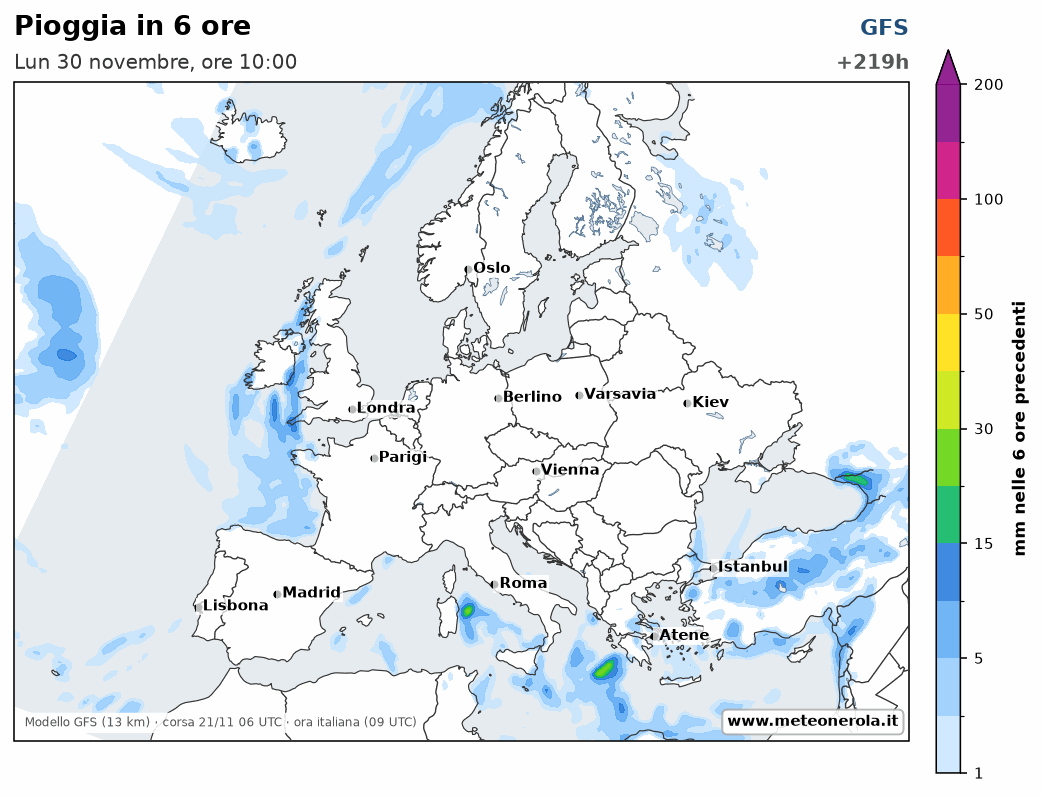 Pioggia in 6 ore
GFS
Lun 30 novembre, ore 10:00
+219h
200
100
50
30
15
5
1
mm nelle 6 ore precedenti
Oslo
Berlino
Varsavia
Kiev
Londra
Parigi
Vienna
Istanbul
Roma
Madrid
Lisbona
Atene
Modello GFS (13 km) · corsa 21/11 06 UTC · ora italiana (09 UTC)
www.meteonerola.it